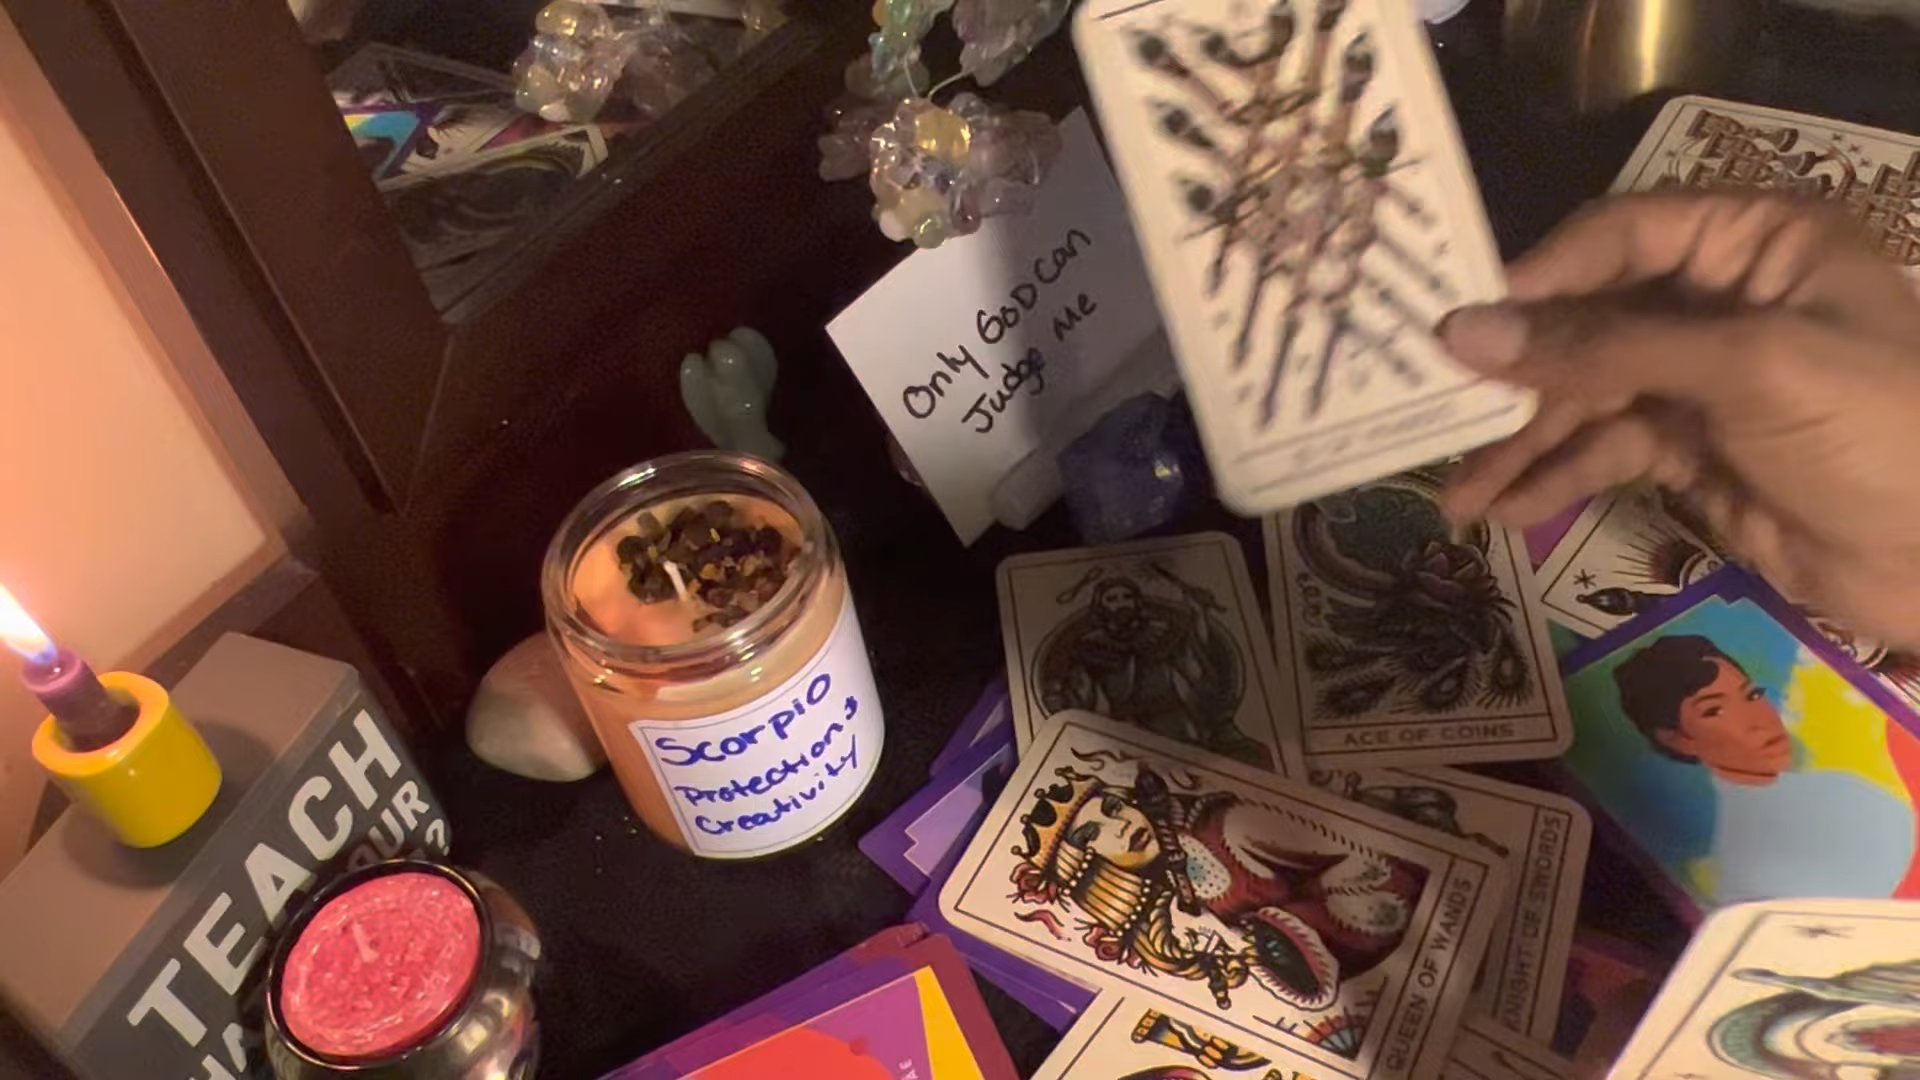 Only GOD Can
Judge Me
Scorpio
Protection &
Creativity
TEACH
ACE OF COINS
QUEEN OF WANDS
KNIGHT OF SWORDS